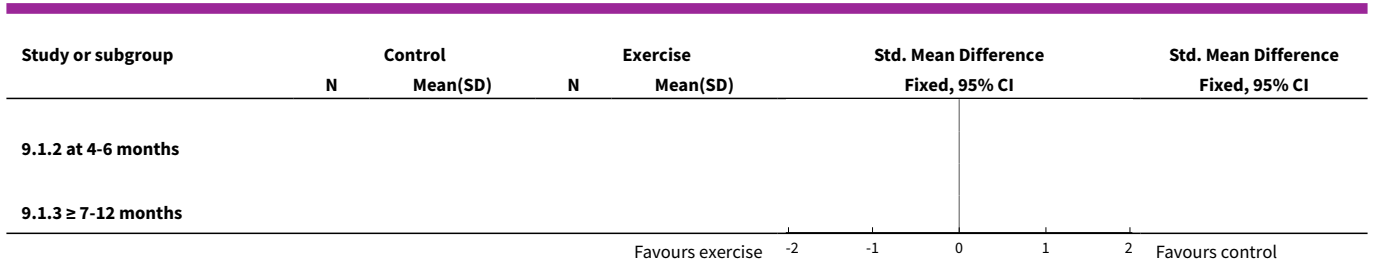 Study or subgroup Control Exercise Std. Mean Difference Std. Mean Difference
N Mean(SD) N Mean(SD) Fixed, 95% CI Fixed, 95% CI
9.1.2 at 4-6 months
9.1.3 ≥ 7-12 months
Favours exercise -2 -1 0 1 2 Favours control